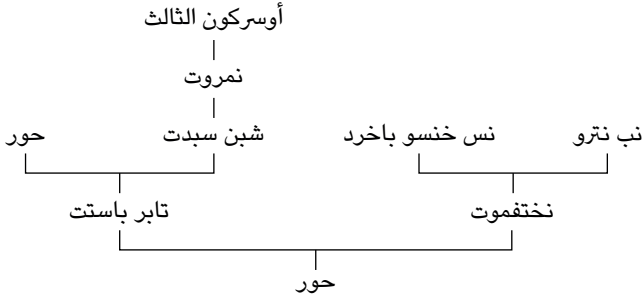 أوسركون الثالث
نمروت
نب نترو نس خنسو باخرد شبن سبدت حور
نختفموت تابر باستت
حور